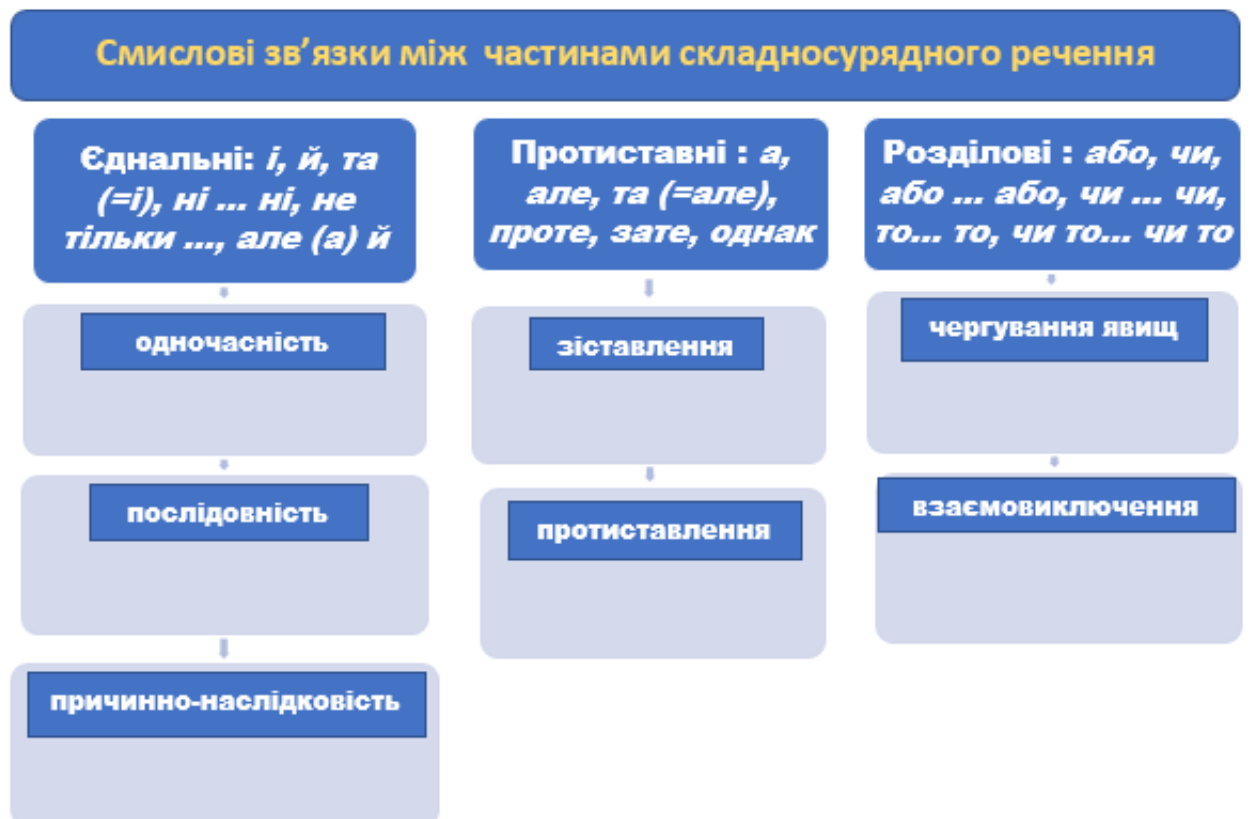 Смислові зв’язки між частинами складносурядного речення
Єднальні: і, й, та
(=і), ні ... ні, не
тільки ..., але (а) й
одночасність
послідовність
причинно-наслідковість
Протиставні : а,
але, та (=але),
проте, зате, однак
зіставлення
протиставлення
Розділові : або, чи,
або ... або, чи ... чи,
то... то, чи то... чи то
чергування явищ
взаємовиключення